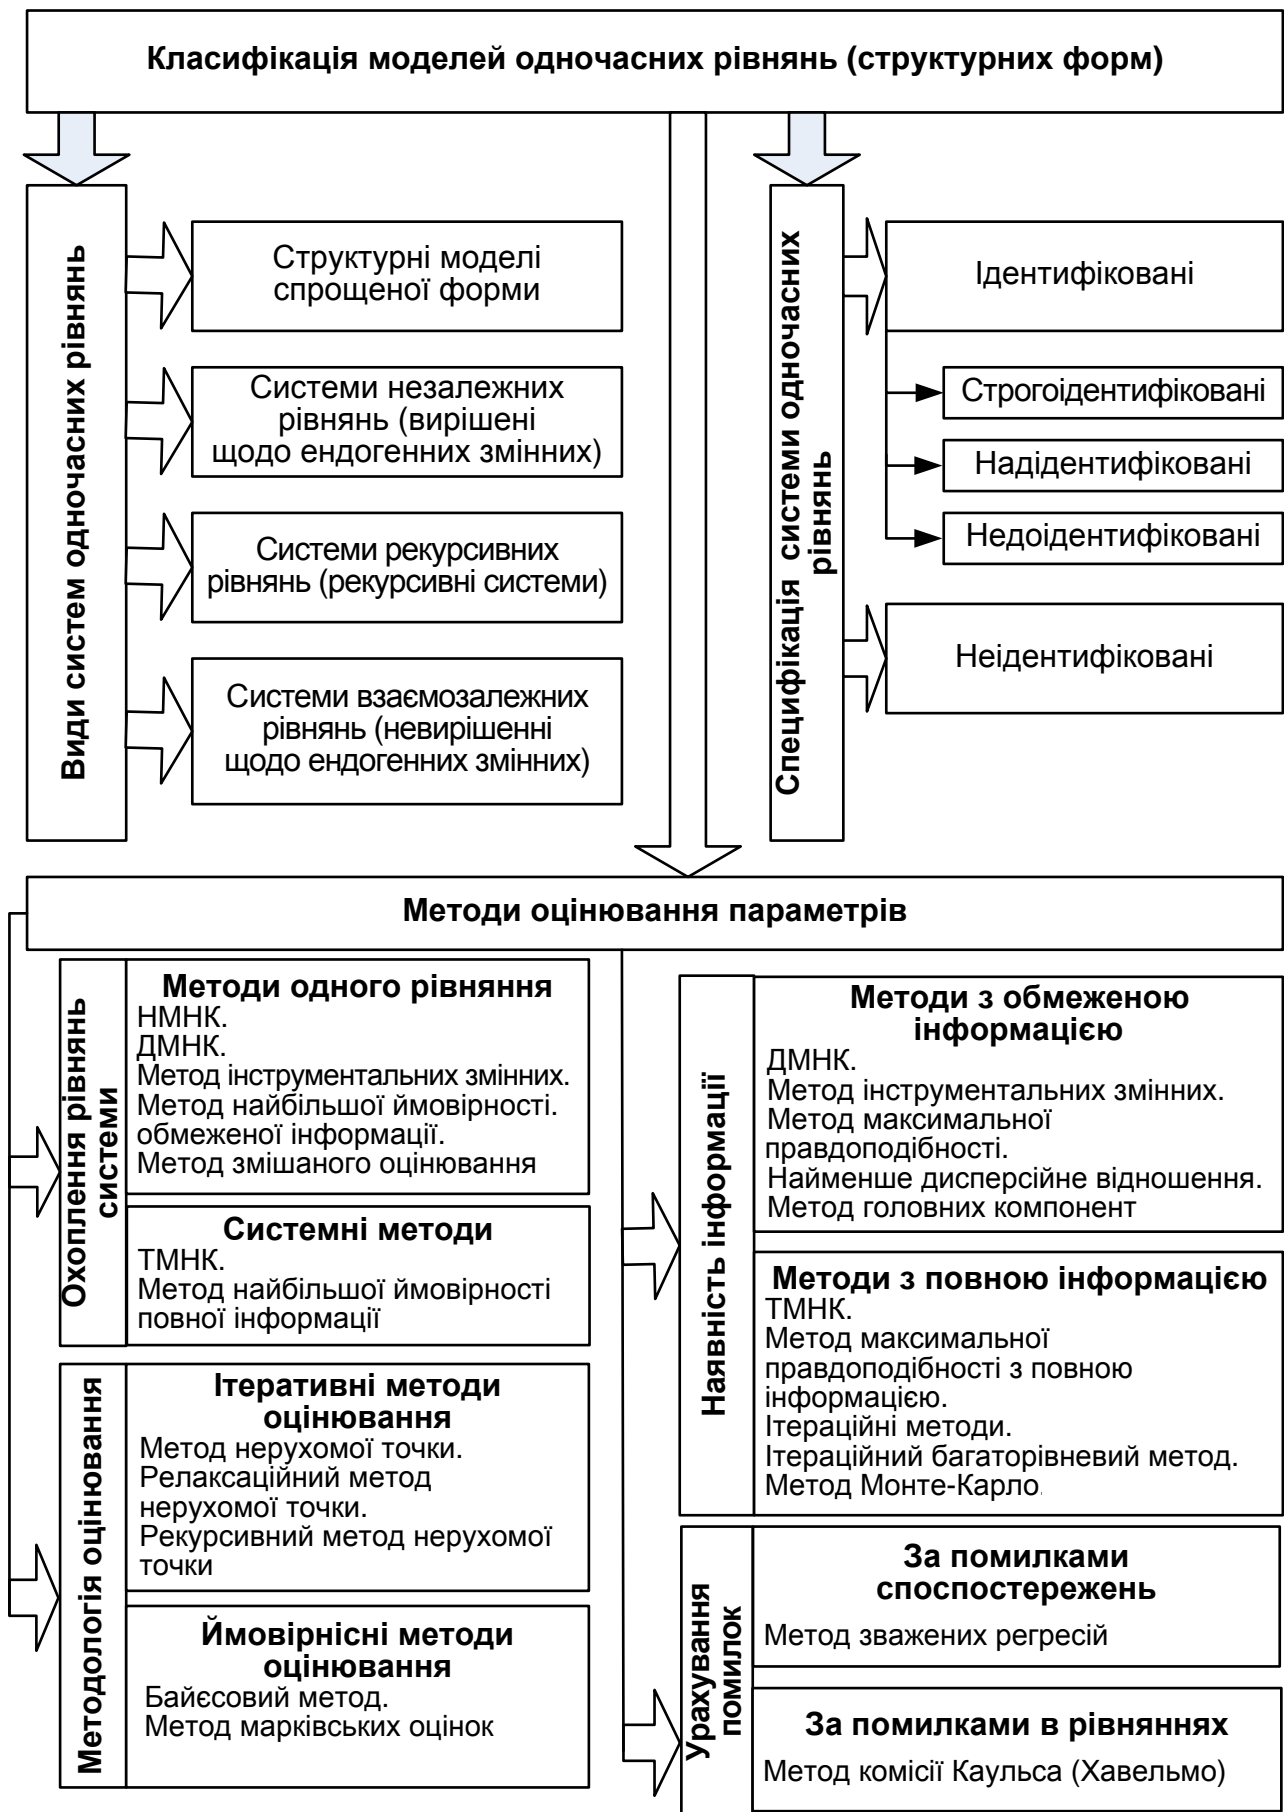 Класифікація моделей одночасних рівнянь (структурних форм)
Види систем одночасних рівнянь
Структурні моделі
спрощеної форми
Системи незалежних
рівнянь (вирішені
щодо ендогенних змінних)
Системи рекурсивних
рівнянь (рекурсивні системи)
Системи взаємозалежних
рівнянь (невирішенні
щодо ендогенних змінних)
Специфікація системи одночасних
рівнянь
Ідентифіковані
Строгоідентифіковані
Надідентифіковані
Недоідентифіковані
Неідентифіковані
Методи оцінювання параметрів
Охоплення рівнянь
системи
Методи одного рівняння
НМНК.
ДМНК.
Метод інструментальних змінних.
Метод найбільшої ймовірності.
обмеженої інформації.
Метод змішаного оцінювання
Системні методи
ТМНК.
Метод найбільшої ймовірності
повної інформації
Методологія оцінювання
Ітеративні методи
оцінювання
Метод нерухомої точки.
Релаксаційний метод
нерухомої точки.
Рекурсивний метод нерухомої
точки
Ймовірнісні методи
оцінювання
Байєсовий метод.
Метод марківських оцінок
Наявність інформації
Методи з обмеженою
інформацією
ДМНК.
Метод інструментальних змінних.
Метод максимальної
правдоподібності.
Найменше дисперсійне відношення.
Метод головних компонент
Методи з повною інформацією
ТМНК.
Метод максимальної
правдоподібності з повною
інформацією.
Ітераційні методи.
Ітераційний багаторівневий метод.
Метод Монте-Карло.
Урахування
помилок
За помилками
споспостережень
Метод зважених регресій
За помилками в рівняннях
Метод комісії Каульса (Хавельмо)